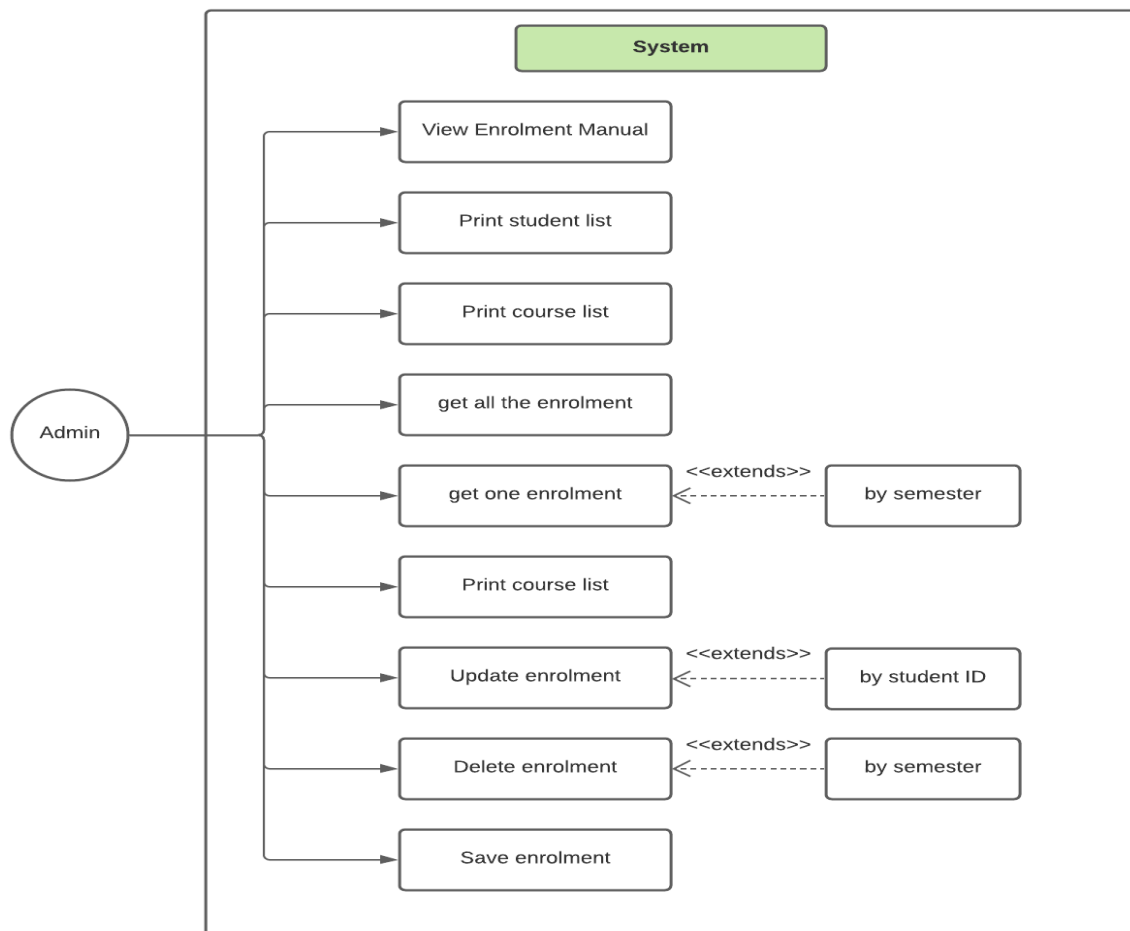 System
View Enrolment Manual
Print student list
Print course list
get all the enrolment
Admin
get one enrolment
<<extends>>
by semester
Print course list
Update enrolment
<<extends>>
by student ID
Delete enrolment
<<extends>>
by semester
Save enrolment